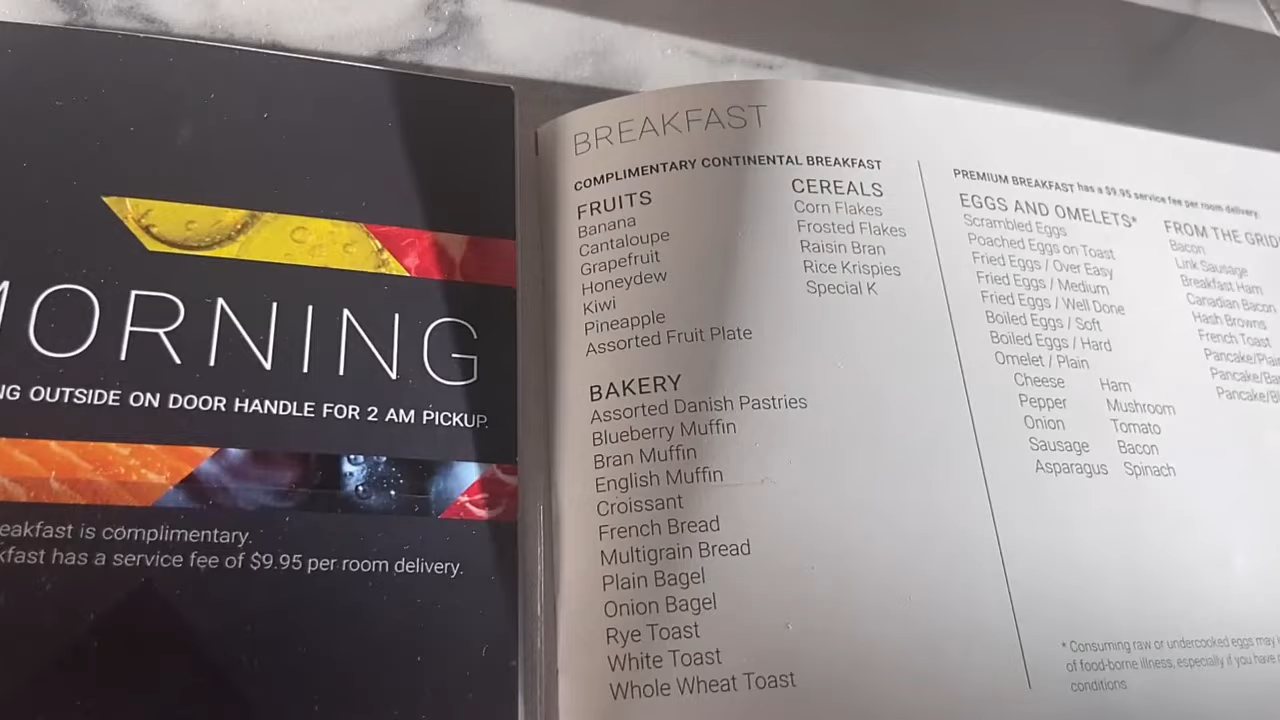 MORNING
OUTSIDE ON DOOR HANDLE FOR 2 AM PICKUP.
is complimentary.
has a service fee of $9.95 per room delivery.
BREAKFAST
COMPLIMENTARY CONTINENTAL BREAKFAST
FRUITS
Banana
Cantaloupe
Grapefruit
Honeydew
Kiwi
Pineapple
Assorted Fruit Plate
BAKERY
Assorted Danish Pastries
Blueberry Muffin
Bran Muffin
English Muffin
Croissant
French Bread
Multigrain Bread
Plain Bagel
Onion Bagel
Rye Toast
White Toast
Whole Wheat Toast
CEREALS
Corn Flakes
Frosted Flakes
Raisin Bran
Rice Krispies
Special K
PREMIUM BREAKFAST has a $9.95 service fee per room delivery.
EGGS AND OMELETS*
Scrambled Eggs
Poached Eggs on Toast
Fried Eggs / Over Easy
Fried Eggs / Medium
Fried Eggs / Well Done
Boiled Eggs / Soft
Boiled Eggs / Hard
Omelet / Plain
Cheese Ham
Pepper Mushroom
Onion Tomato
Sausage Bacon
Asparagus Spinach
FROM THE
Bacon
Link Sausage
Breakfast Ham
Canadian Bacon
Hash Browns
French Toast
Pancake/
Pancake/
Pancake/
* Consuming raw or undercooked eggs may
of food-borne illness, especially if you have
conditions